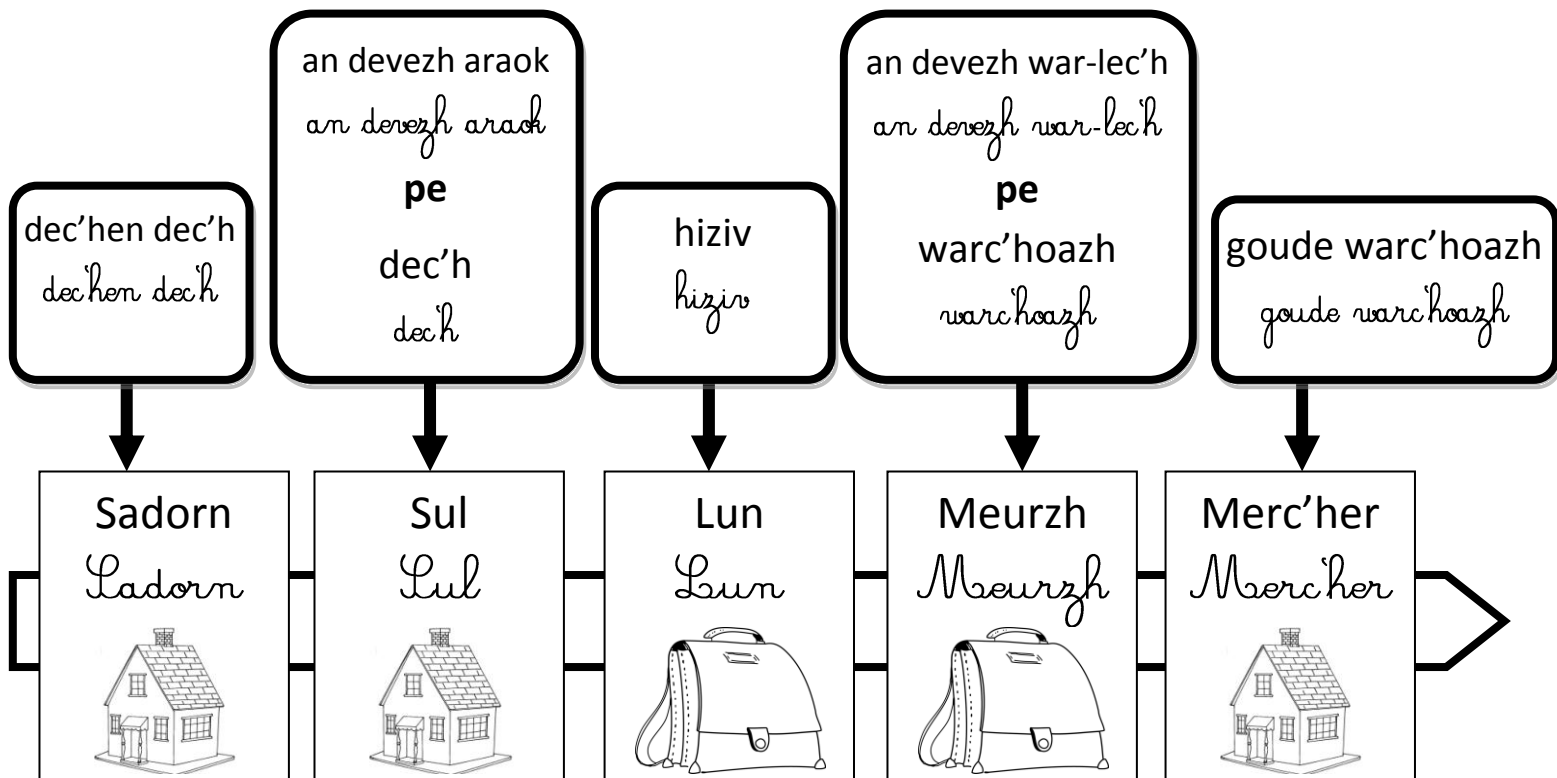 dec’hen dec’h
dec’hen dec’h
an devezh araok
an devezh araok
pe
dec’h
dec’h
hiziv
hiziv
an devezh war-lec’h
an devezh war-lec’h
pe
warc’hoazh
warc’hoazh
goude warc’hoazh
goude warc’hoazh
Sadorn
Sadorn
Sul
Sul
Lun
Lun
Meurzh
Meurzh
Merc’her
Merc’her